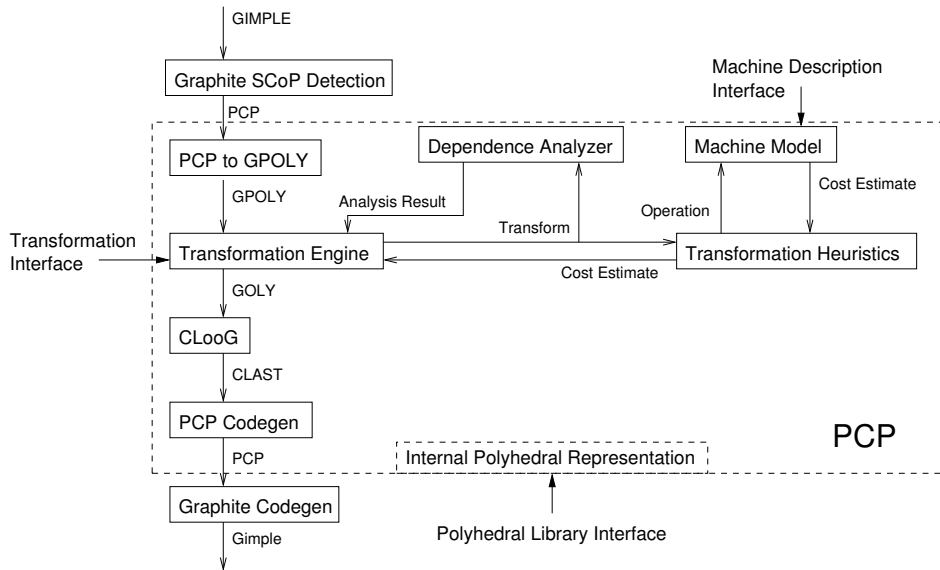 GIMPLE
Graphite SCoP Detection
Machine Description
Interface
PCP
PCP to GPOLY
Dependence Analyzer
Machine Model
GPOLY
Analysis Result
Transform
Operation
Cost Estimate
Transformation
Interface
Transformation Engine
Transformation Heuristics
Cost Estimate
GOLY
CLooG
CLAST
PCP Codegen
PCP
PCP
Internal Polyhedral Representation
Graphite Codegen
Polyhedral Library Interface
Gimple